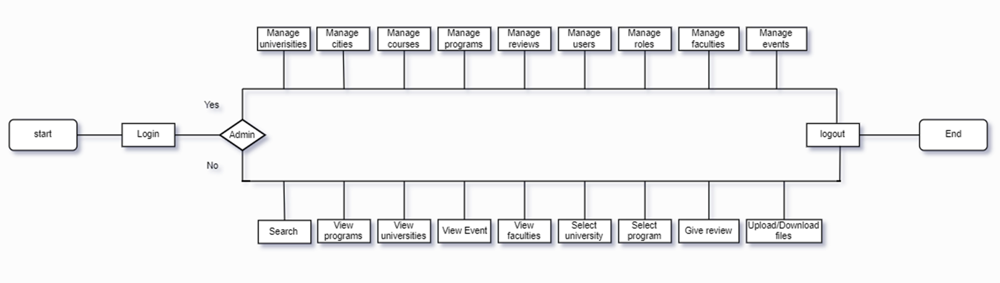 Manage
univerisities
Manage
cities
Manage
courses
Manage
programs
Manage
reviews
Manage
users
Manage
roles
Manage
faculties
Manage
events
Yes
start
Login
Admin
logout
End
No
Search
View
programs
View
universities
View Event
View
faculties
Select
university
Select
program
Give review
Upload/Download
files